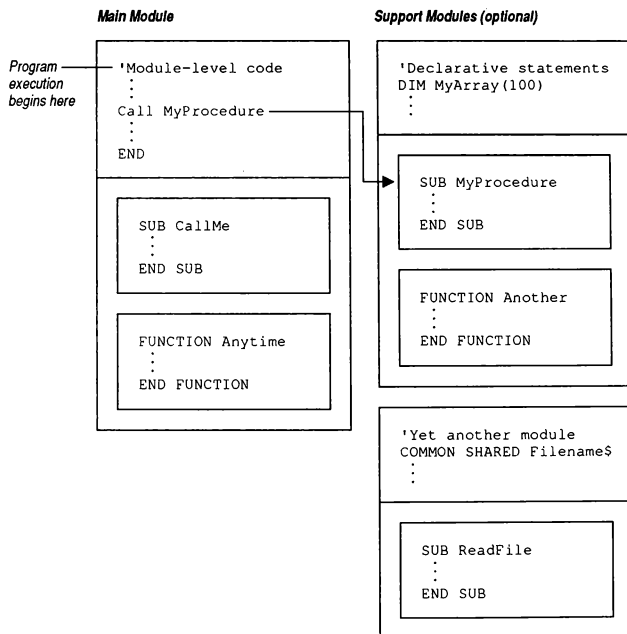 Main Module
Program
execution
begins here
'Module-level code
Call MyProcedure
END
SUB CallMe
END SUB
FUNCTION Anytime
END FUNCTION
Support Modules (optional)
'Declarative statements
DIM MyArray(100)
SUB MyProcedure
END SUB
FUNCTION Another
END FUNCTION
'Yet another module
COMMON SHARED Filename$
SUB ReadFile
END SUB